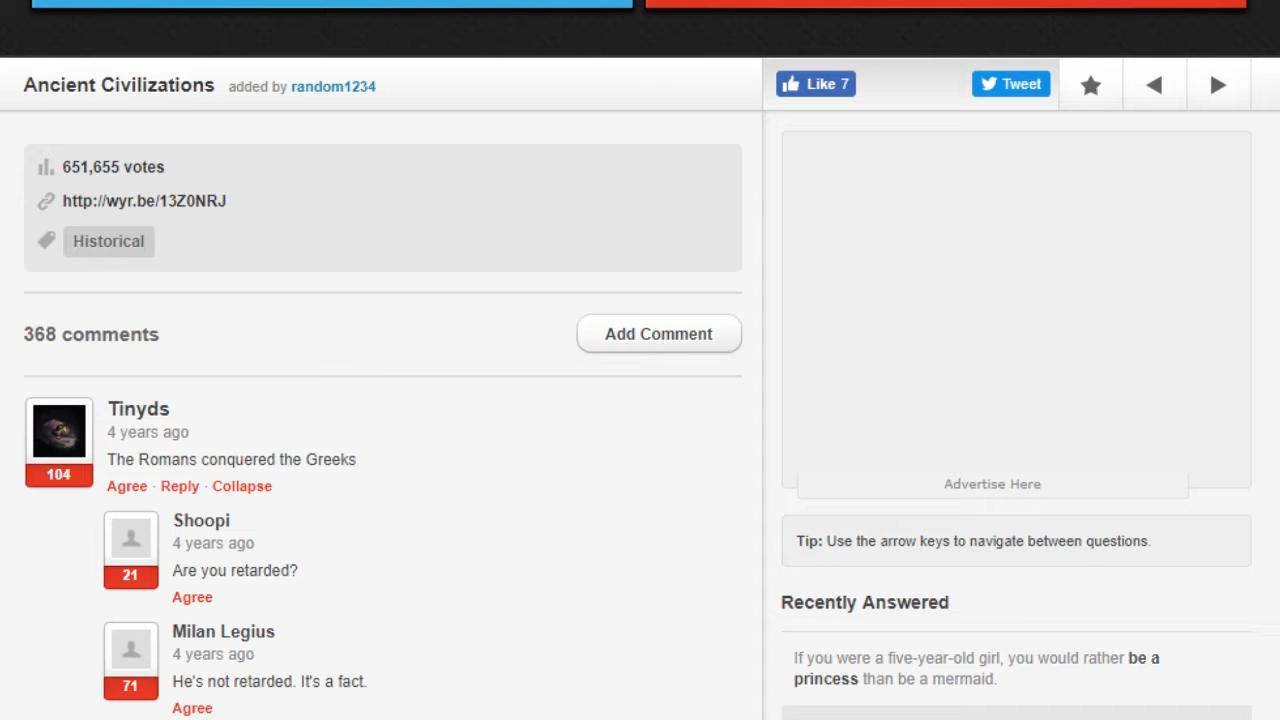 Ancient Civilizations added by random1234
Like 7
Tweet
651,655 votes
http://wyr.be/13Z0NRJ
Historical
368 comments
Add Comment
Tinyds
4 years ago
The Romans conquered the Greeks
104
Agree · Reply · Collapse
Shoopi
4 years ago
Are you retarded?
21
Agree
Milan Legius
4 years ago
He's not retarded. It's a fact.
71
Agree
Advertise Here
Tip: Use the arrow keys to navigate between questions.
Recently Answered
If you were a five-year-old girl, you would rather be a
princess than be a mermaid.